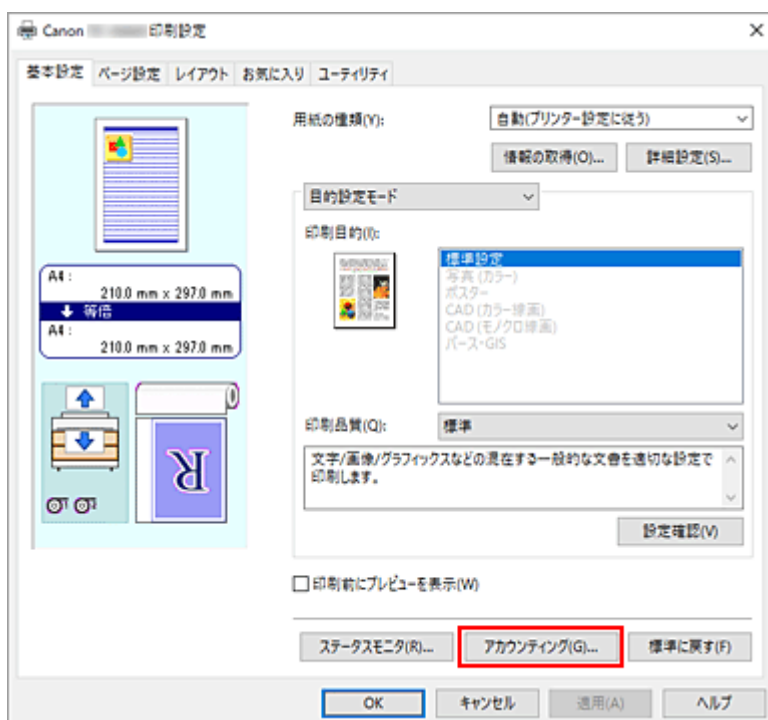 Canon 印刷設定
基本設定 ページ設定 レイアウト お気に入り ユーティリティ
用紙の種類(Y):
自動(プリンター設定に従う)
情報の取得(O)... 詳細設定(S)...
目的設定モード
印刷目的(I):
標準設定
写真 (カラー)
ポスター
CAD (カラー線画)
CAD (モノクロ線画)
パース・GIS
A4 :
210.0 mm x 297.0 mm
等倍
A4 :
210.0 mm x 297.0 mm
R
印刷品質(Q):
標準
文字/画像/グラフィックスなどの混在する一般的な文書を適切な設定で
印刷します。
設定確認(V)
印刷前にプレビューを表示(W)
ステータスモニタ(R)... アカウンティング(G)... 標準に戻す(F)
OK キャンセル 適用(A) ヘルプ